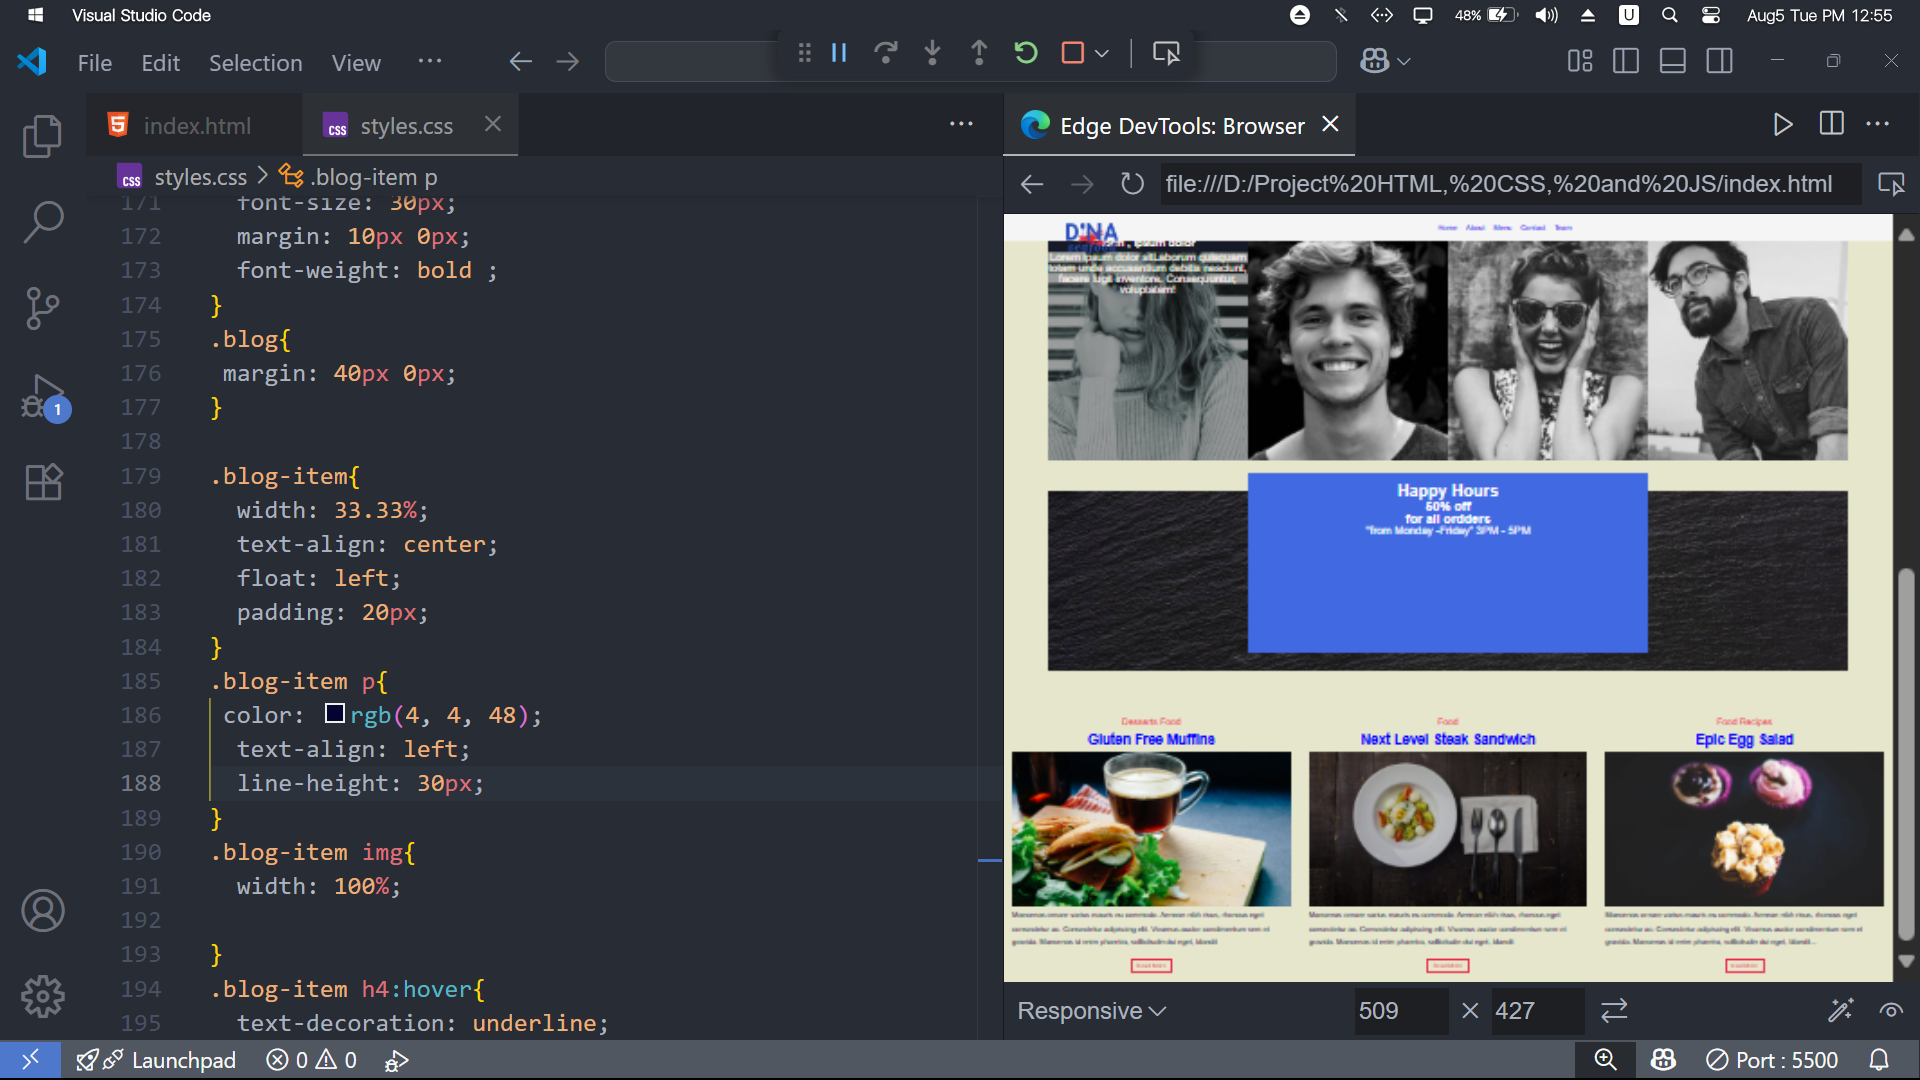 Visual Studio Code
48%
U
Aug5 Tue PM 12:55
File Edit Selection View ...
index.html
styles.css
Edge DevTools: Browser
styles.css > .blog-item p
file:///D:/Project%20HTML,%20CSS,%20and%20JS/index.html
171 font-size: 30px;
172 margin: 10px 0px;
173 font-weight: bold ;
174 }
175 .blog{
176 margin: 40px 0px;
177 }
178
179 .blog-item{
180 width: 33.33%;
181 text-align: center;
182 float: left;
183 padding: 20px;
184 }
185 .blog-item p{
186 color: rgb(4, 4, 48);
187 text-align: left;
188 line-height: 30px;
189 }
190 .blog-item img{
191 width: 100%;
192
193 }
194 .blog-item h4:hover{
195 text-decoration: underline;
1
D'NA
Home About Menu Contact Team
, ipsum dolor
Lorem ipsum dolor sitLaborum quisquam
totam unde accusantium debitis nesciunt,
facere fugit inventore. Consequuntur,
voluptatem!
Happy Hours
50% off
for all ordders
"from Monday -Friday" 3PM - 5PM
Desserts Food
Gluten Free Muffins
Food
Next Level Steak Sandwich
Food Recipes
Epic Egg Salad
Responsive
509 × 427
Launchpad
0 0
Port : 5500